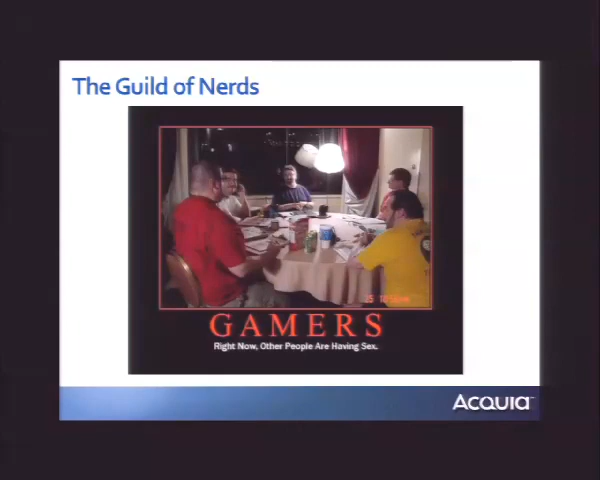 The Guild of Nerds
GAMERS
Right Now, Other People Are Having Sex.
Acquia